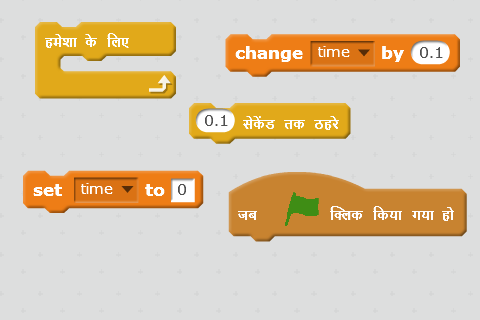 हमेशा के लिए
change time by 0.1
0.1 सेकेंड तक ठहरे
set time to 0
जब क्लिक किया गया हो